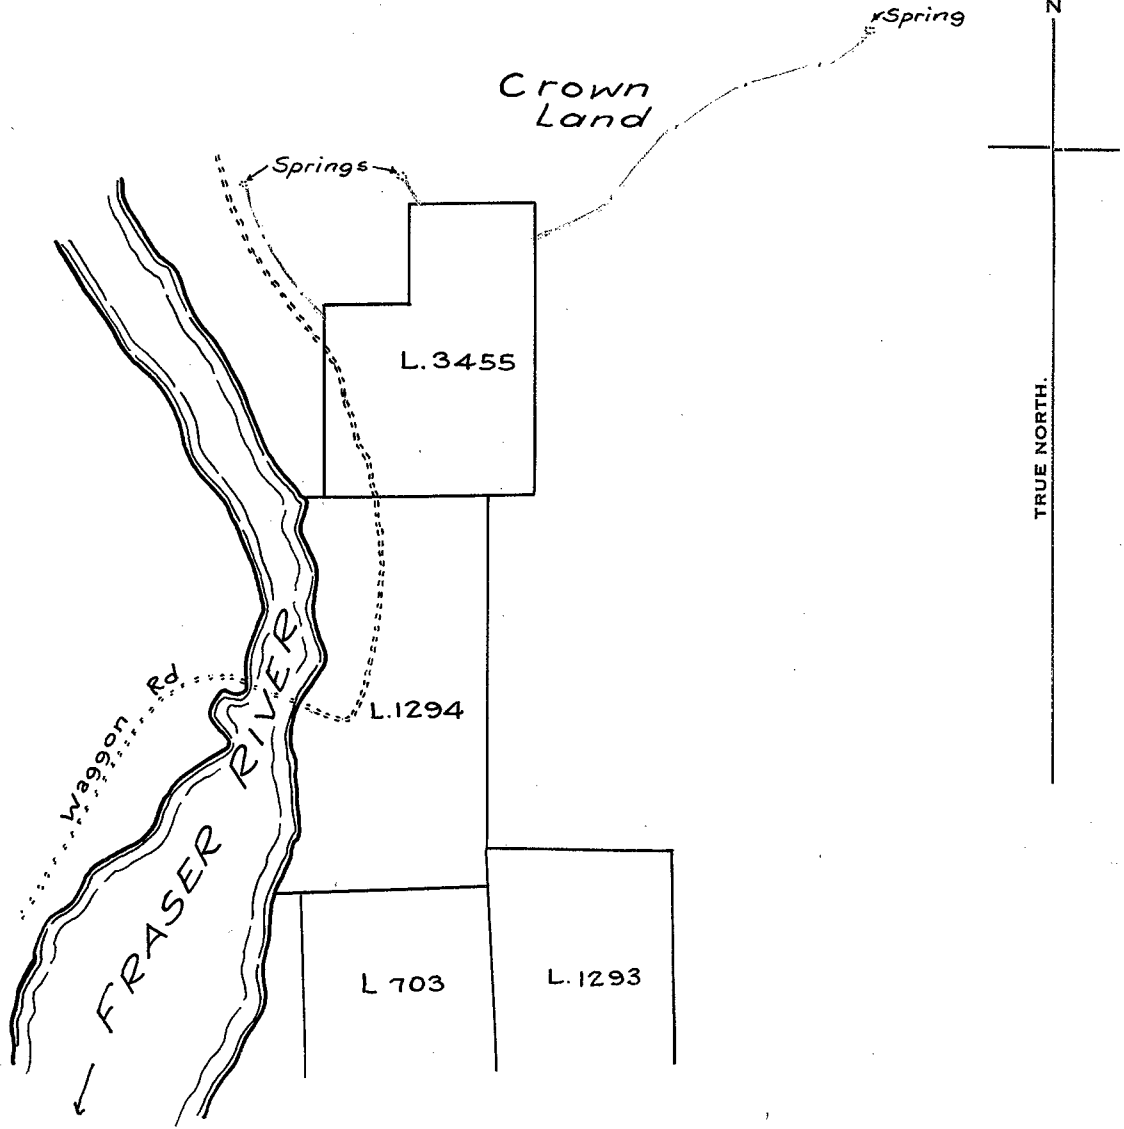 N
Spring
Crown
Land
Springs
L.3455
TRUE NORTH.
Rd
Waggon
L.1294
RIVER
FRASER
L 703
L.1293